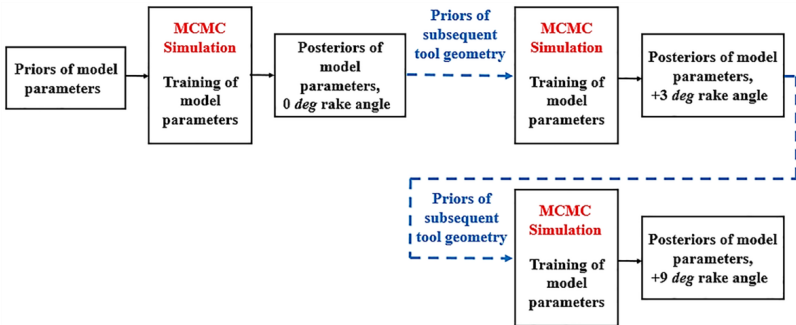 Priors of model
parameters
MCMC
Simulation
Training of
model
parameters
Posteriors of
model
parameters,
0 deg rake angle
Priors of
subsequent
tool geometry
MCMC
Simulation
Training of
model
parameters
Posteriors of model
parameters,
+3 deg rake angle
Priors of
subsequent
tool geometry
MCMC
Simulation
Training of
model
parameters
Posteriors of model
parameters,
+9 deg rake angle